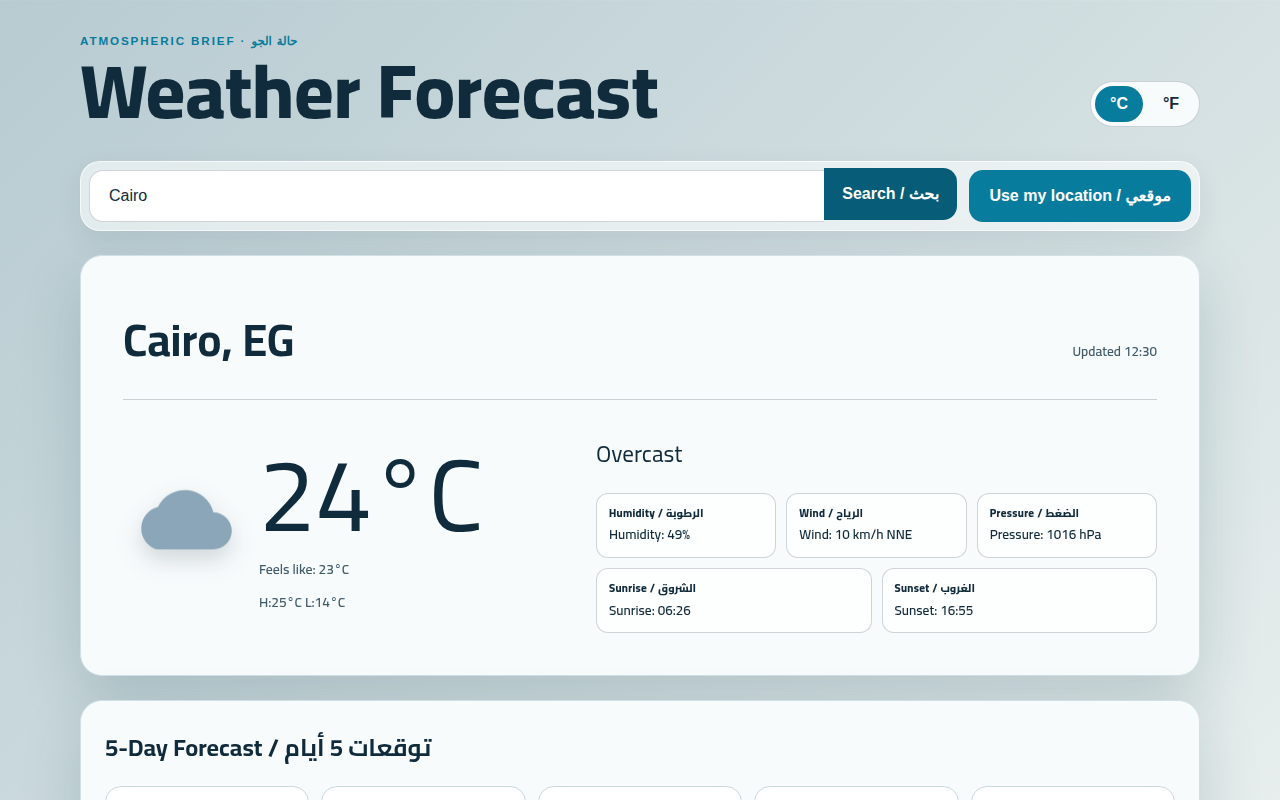 ATMOSPHERIC BRIEF · حالة الجو
Weather Forecast
°C °F
Cairo
Search / بحث
Use my location / موقعي
Cairo, EG
Updated 12:30
24°C
Feels like: 23°C
H:25°C L:14°C
Overcast
Humidity / الرطوبة
Humidity: 49%
Wind / الرياح
Wind: 10 km/h NNE
Pressure / الضغط
Pressure: 1016 hPa
Sunrise / الشروق
Sunrise: 06:26
Sunset / الغروب
Sunset: 16:55
5-Day Forecast / توقعات 5 أيام